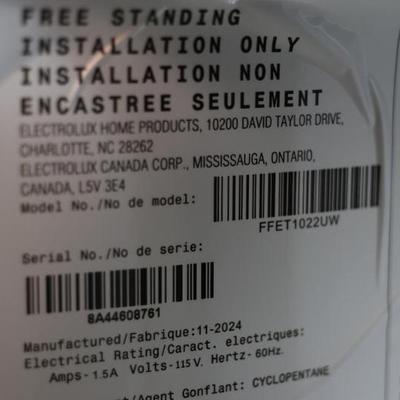 FREE STANDING
INSTALLATION ONLY
INSTALLATION NON
ENCASTREE SEULEMENT
ELECTROLUX HOME PRODUCTS, 10200 DAVID TAYLOR DRIVE,
CHARLOTTE, NC 28262
ELECTROLUX CANADA CORP., MISSISSAUGA, ONTARIO,
CANADA, L5V 3E4
Model No./No de model:
FFET1022UW
Serial No./No de serie:
8A44608761
Manufactured/Fabrique:11-2024
Electrical Rating/Caract. electriques:
Amps- 1.5A Volts- 115 V. Hertz- 60Hz.
Agent Gonflant: CYCLOPENTANE